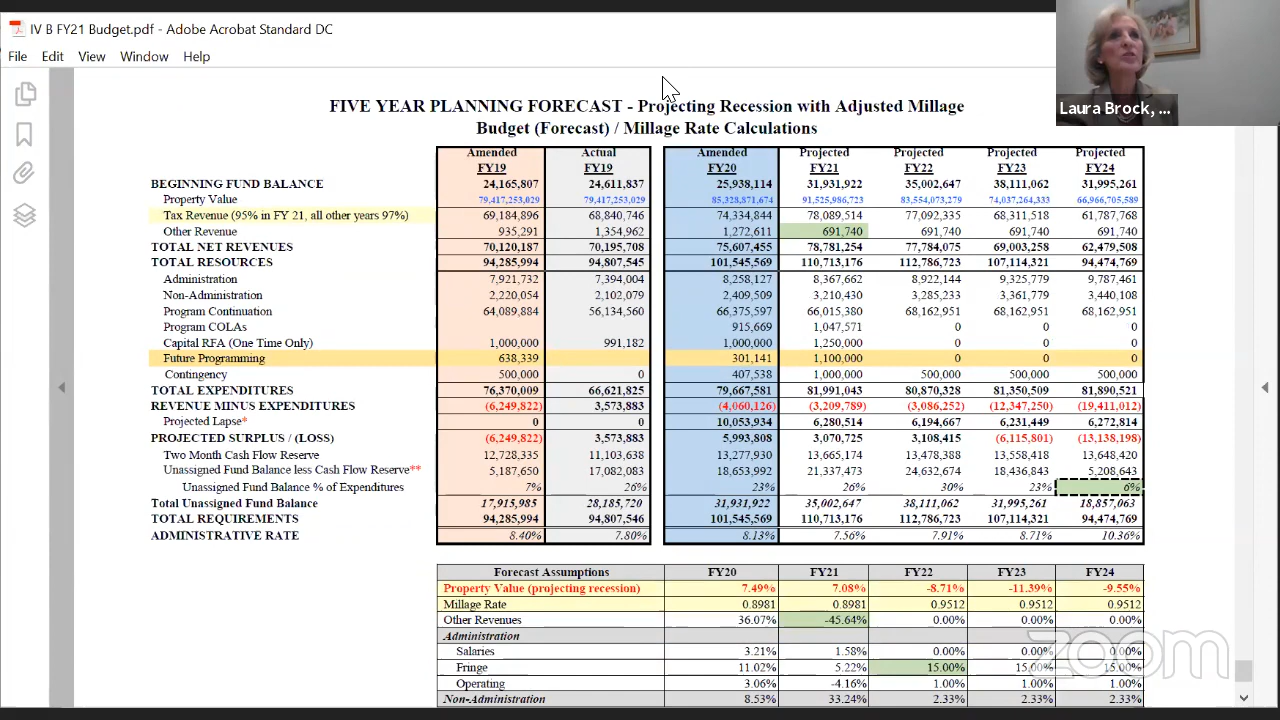 IV B FY21 Budget.pdf - Adobe Acrobat Standard DC
File Edit View Window Help
Laura Brock, ...
FIVE YEAR PLANNING FORECAST - Projecting Recession with Adjusted Millage
Budget (Forecast) / Millage Rate Calculations
Amended Actual Amended Projected Projected Projected Projected
FY19 FY19 FY20 FY21 FY22 FY23 FY24
BEGINNING FUND BALANCE 24,165,807 24,611,837 25,938,114 31,931,922 35,002,647 38,111,062 31,995,261
Property Value 79,417,253,029 79,417,253,029 85,328,871,674 91,525,986,723 83,554,073,279 74,037,264,333 66,966,705,589
Tax Revenue (95% in FY 21, all other years 97%) 69,184,896 68,840,746 74,334,844 78,089,514 77,092,335 68,311,518 61,787,768
Other Revenue 935,291 1,354,962 1,272,611 691,740 691,740 691,740 691,740
TOTAL NET REVENUES 70,120,187 70,195,708 75,607,455 78,781,254 77,784,075 69,003,258 62,479,508
TOTAL RESOURCES 94,285,994 94,807,545 101,545,569 110,713,176 112,786,723 107,114,321 94,474,769
Administration 7,921,732 7,394,004 8,258,127 8,367,662 8,922,144 9,325,779 9,787,461
Non-Administration 2,220,054 2,102,079 2,409,509 3,210,430 3,285,233 3,361,779 3,440,108
Program Continuation 64,089,884 56,134,560 66,375,597 66,015,380 68,162,951 68,162,951 68,162,951
Program COLAs 915,669 1,047,571 0 0 0
Capital RFA (One Time Only) 1,000,000 991,182 1,000,000 1,250,000 0 0 0
Future Programming 638,339 301,141 1,100,000 0 0 0
Contingency 500,000 0 407,538 1,000,000 500,000 500,000 500,000
TOTAL EXPENDITURES 76,370,009 66,621,825 79,667,581 81,991,043 80,870,328 81,350,509 81,890,521
REVENUE MINUS EXPENDITURES (6,249,822) 3,573,883 (4,060,126) (3,209,789) (3,086,252) (12,347,250) (19,411,012)
Projected Lapse* 0 0 10,053,934 6,280,514 6,194,667 6,231,449 6,272,814
PROJECTED SURPLUS / (LOSS) (6,249,822) 3,573,883 5,993,808 3,070,725 3,108,415 (6,115,801) (13,138,198)
Two Month Cash Flow Reserve 12,728,335 11,103,638 13,277,930 13,665,174 13,478,388 13,558,418 13,648,420
Unassigned Fund Balance less Cash Flow Reserve** 5,187,650 17,082,083 18,653,992 21,337,473 24,632,674 18,436,843 5,208,643
Unassigned Fund Balance % of Expenditures 7% 26% 23% 26% 30% 23% 6%
Total Unassigned Fund Balance 17,915,985 28,185,720 31,931,922 35,002,647 38,111,062 31,995,261 18,857,063
TOTAL REQUIREMENTS 94,285,994 94,807,546 101,545,569 110,713,176 112,786,723 107,114,321 94,474,769
ADMINISTRATIVE RATE 8.40% 7.80% 8.13% 7.56% 7.91% 8.71% 10.36%
Forecast Assumptions FY20 FY21 FY22 FY23 FY24
Property Value (projecting recession) 7.49% 7.08% -8.71% -11.39% -9.55%
Millage Rate 0.8981 0.8981 0.9512 0.9512 0.9512
Other Revenues 36.07% -45.64% 0.00% 0.00% 0.00%
Administration
Salaries 3.21% 1.58% 0.00% 0.00% 0.00%
Fringe 11.02% 5.22% 15.00% 15.00% 15.00%
Operating 3.06% -4.16% 1.00% 1.00% 1.00%
Non-Administration 8.53% 33.24% 2.33% 2.33% 2.33%
zoom